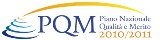 PQM
Piano Nazionale
Qualità e Merito
2010/2011